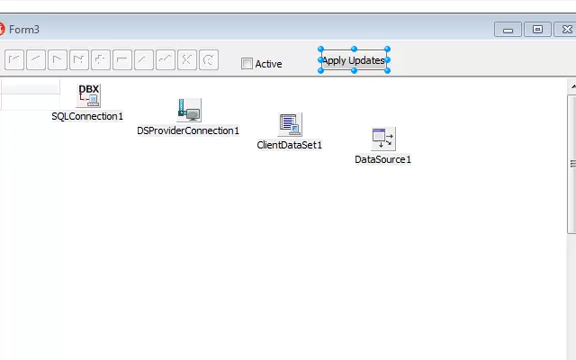 Form3
Active
Apply Updates
DBX
SQLConnection1
DSProviderConnection1
ClientDataSet1
DataSource1